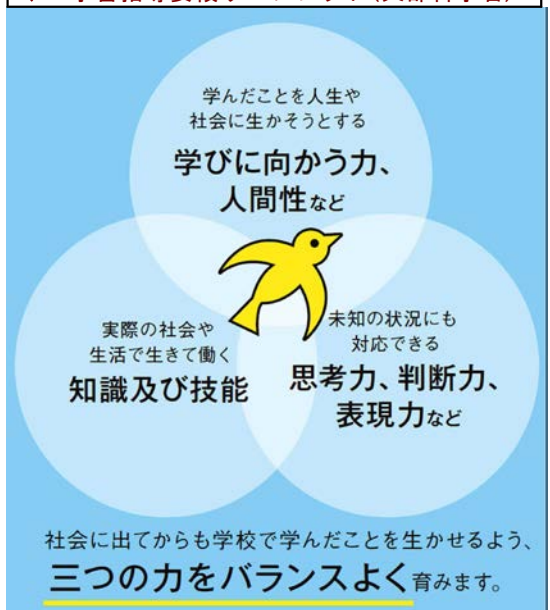 学んだことを人生や
社会に生かそうとする
学びに向かう力、
人間性など
実際の社会や
生活で生きて働く
知識及び技能
未知の状況にも
対応できる
思考力、判断力、
表現力など
社会に出てからも学校で学んだことを生かせるよう、
三つの力をバランスよく育みます。